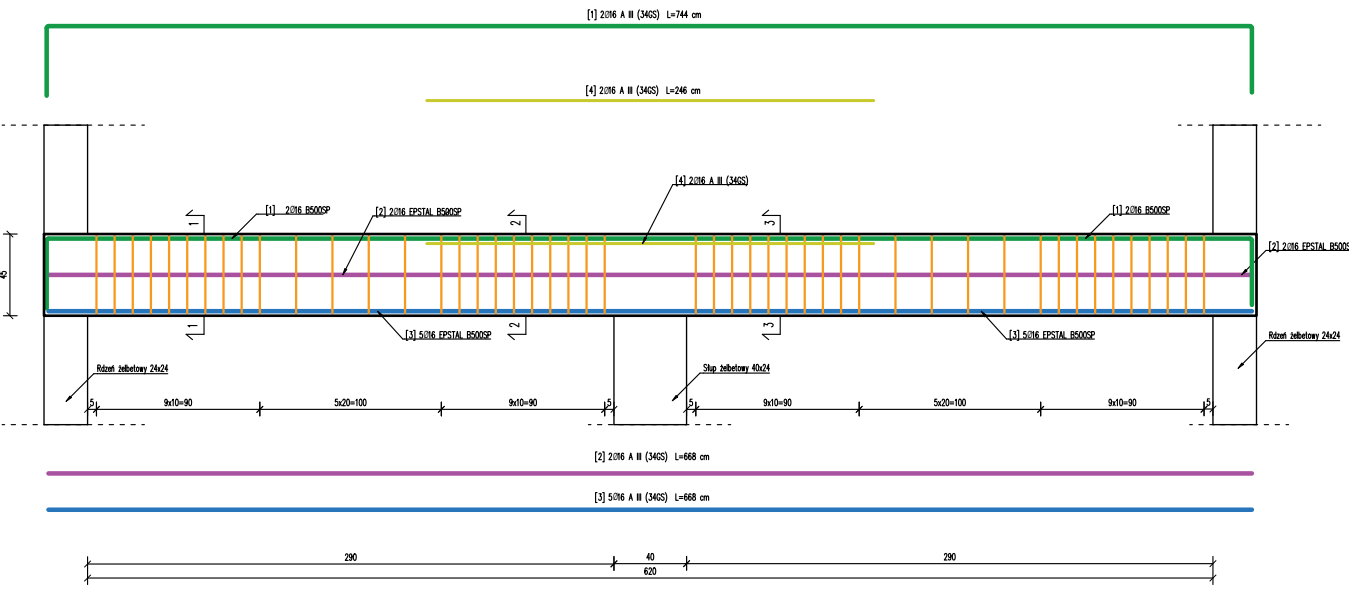 [1] 2Ø16 A III (34GS) L=744 cm
[4] 2Ø16 A III (34GS) L=246 cm
[4] 2Ø16 A III (34GS)
[1] 2Ø16 B500SP
[2] 2Ø16 EPSTAL B500SP
[1] 2Ø16 B500SP
1
2
3
[2] 2Ø16 EPSTAL B500S
45
1
2
3
[3] 5Ø16 EPSTAL B500SP
[3] 5Ø16 EPSTAL B500SP
Rdzeń żelbetowy 24x24
Rdzeń żelbetowy 24x24
Słup żelbetowy 40x24
5
9x10=90
5x20=100
9x10=90
5
5
9x10=90
5x20=100
9x10=90
5
[2] 2Ø16 A III (34GS) L=668 cm
[3] 5Ø16 A III (34GS) L=668 cm
290
40
290
620